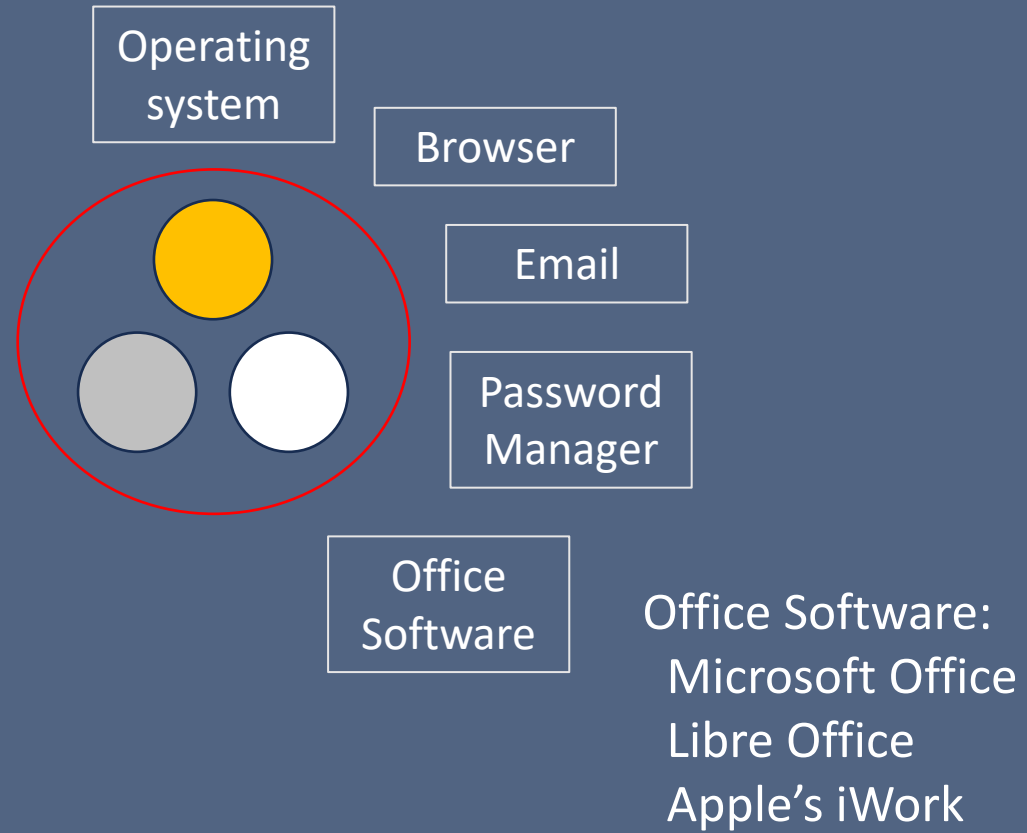 Operating
system
Browser
Email
Password
Manager
Office
Software
Office Software:
Microsoft Office
Libre Office
Apple’s iWork